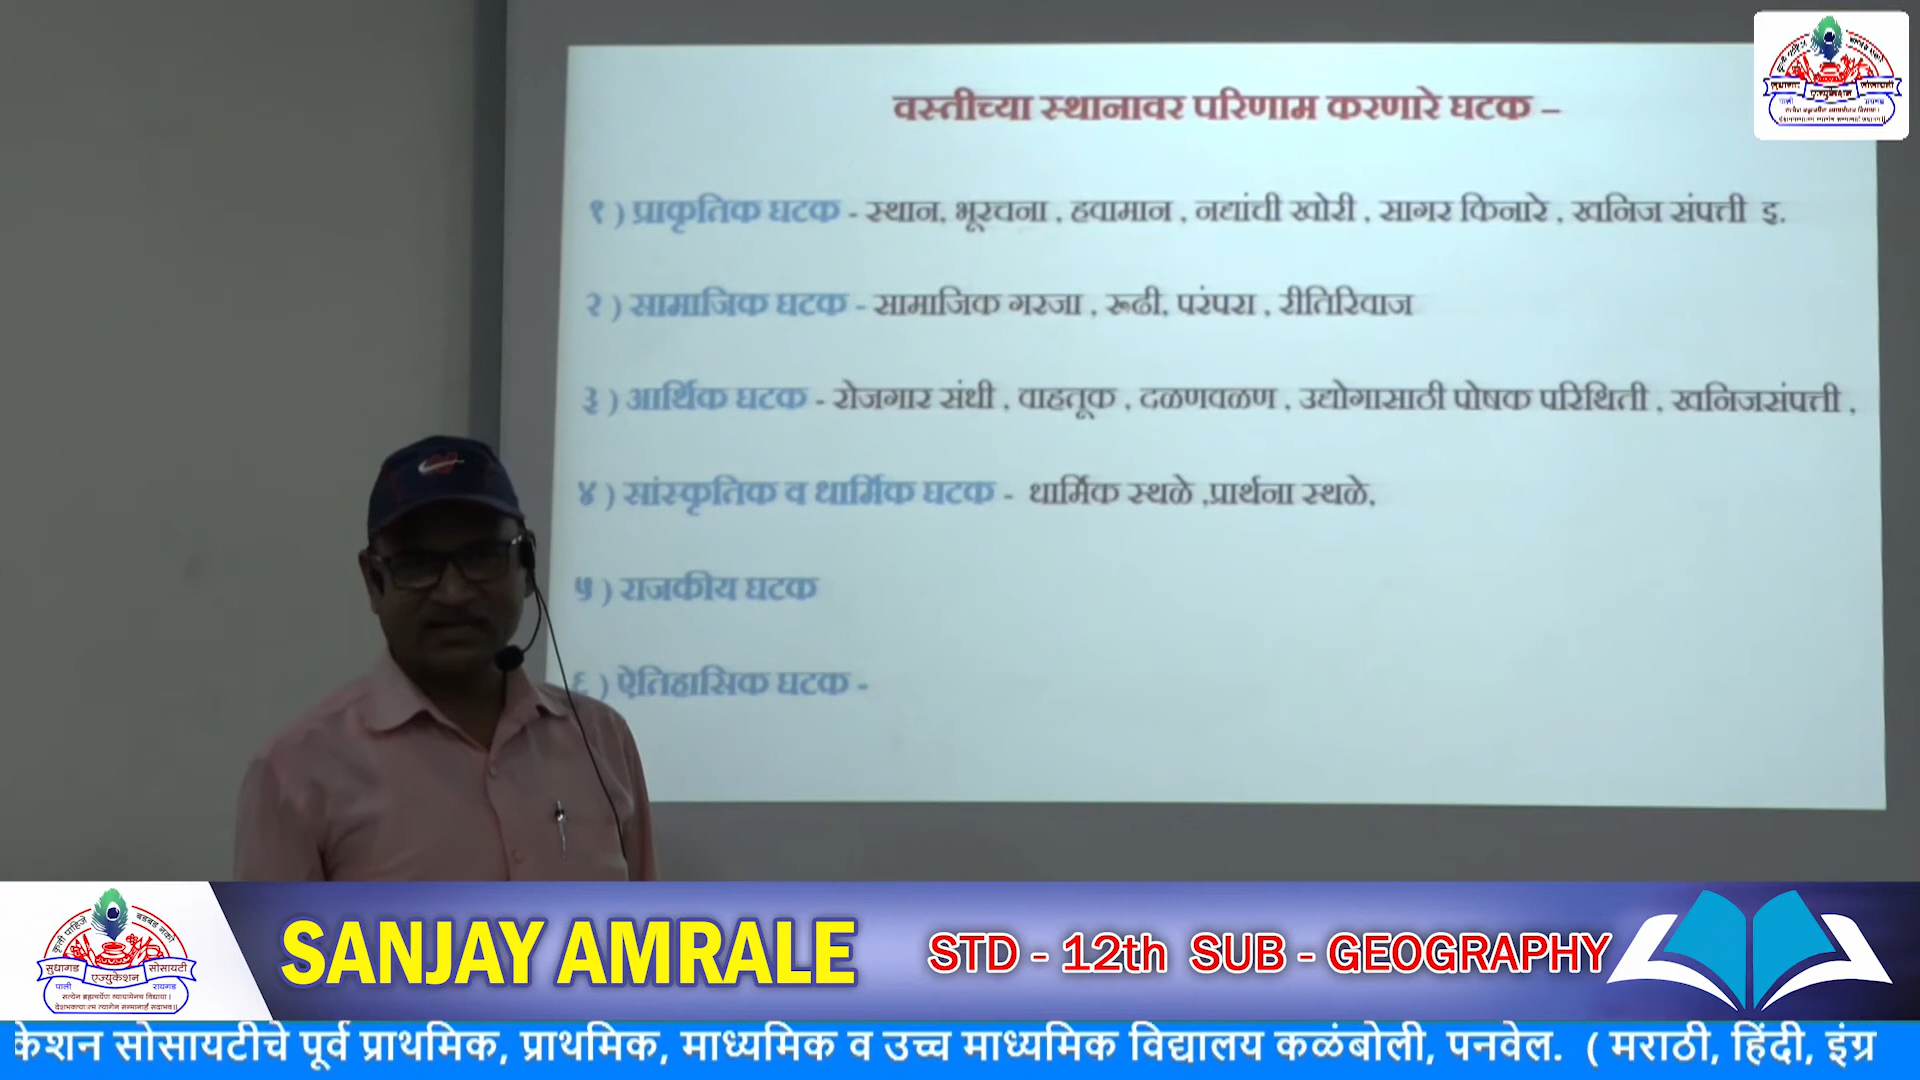 वस्तीच्या स्थानावर परिणाम करणारे घटक –
१ ) प्राकृतिक घटक - स्थान, भूरचना , हवामान , नद्यांची खोरी , सागर किनारे , खनिज संपत्ती इ.
२ ) सामाजिक घटक - सामाजिक गरजा , रूढी, परंपरा , रीतिरिवाज
३ ) आर्थिक घटक - रोजगार संधी , वाहतूक , दळणवळण , उद्योगासाठी पोषक परिथिती , खनिजसंपत्ती ,
४ ) सांस्कृतिक व धार्मिक घटक - धार्मिक स्थळे ,प्रार्थना स्थळे,
५ ) राजकीय घटक
६ ) ऐतिहासिक घटक -
कृती पाहिजे बडबड नको
सुधागड एज्युकेशन सोसायटी
पाली रायगड
SANJAY AMRALE
STD - 12th SUB - GEOGRAPHY
केशन सोसायटीचे पूर्व प्राथमिक, प्राथमिक, माध्यमिक व उच्च माध्यमिक विद्यालय कळंबोली, पनवेल. ( मराठी, हिंदी, इंग्र